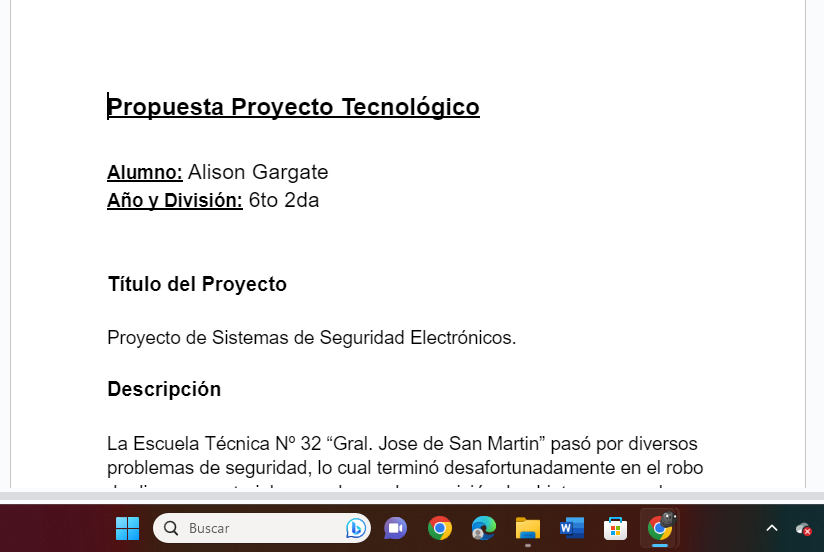 Propuesta Proyecto Tecnológico
Alumno: Alison Gargate
Año y División: 6to 2da
Título del Proyecto
Proyecto de Sistemas de Seguridad Electrónicos.
Descripción
La Escuela Técnica Nº 32 “Gral. Jose de San Martin” pasó por diversos
problemas de seguridad, lo cual terminó desafortunadamente en el robo
Buscar